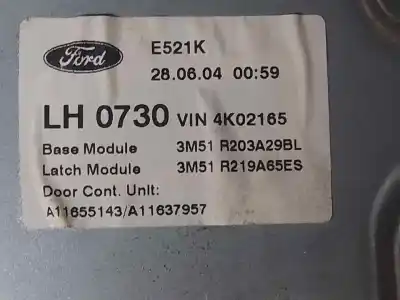 Ford E521K
28.06.04 00:59
LH 0730 VIN 4K02165
Base Module 3M51 R203A29BL
Latch Module 3M51 R219A65ES
Door Cont. Unit:
A11655143/A11637957